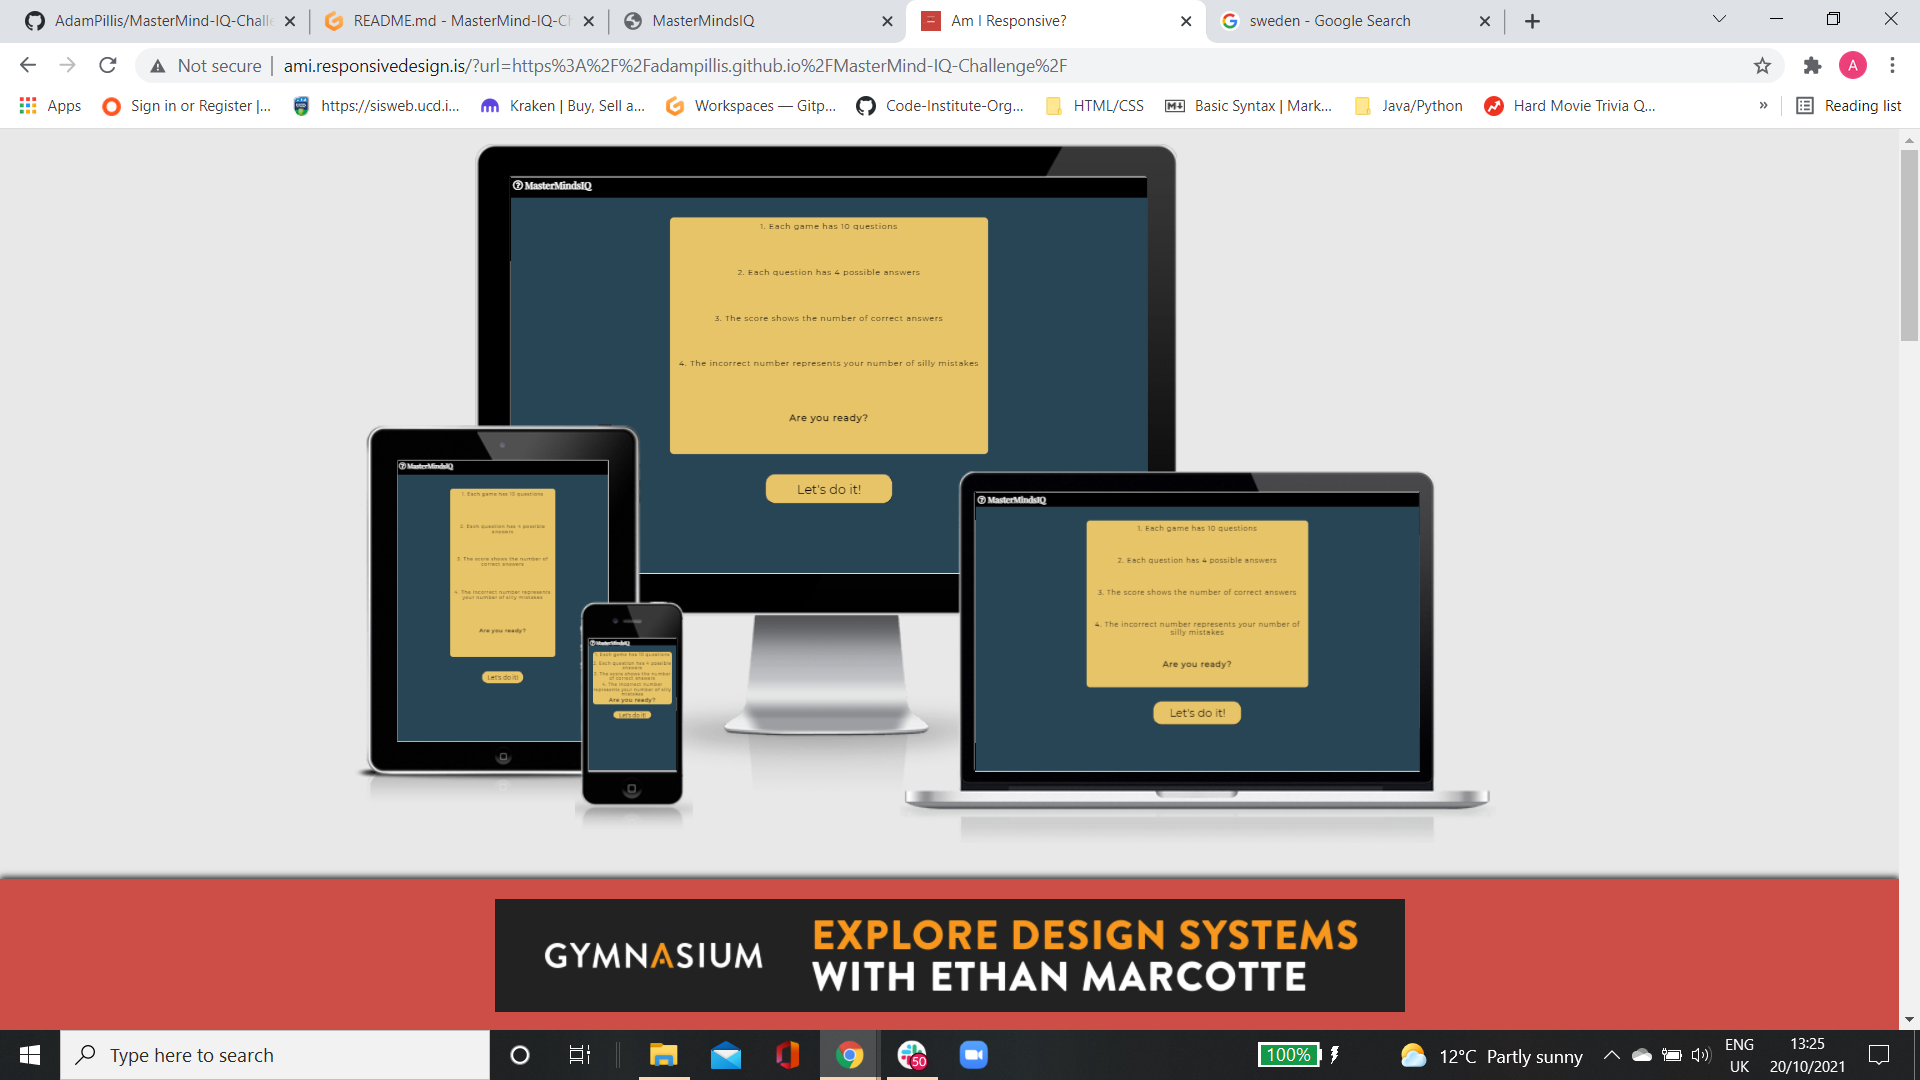 AdamPillis/MasterMind-IQ-Challe
README.md - MasterMind-IQ-Ch
MasterMindsIQ
Am I Responsive?
sweden - Google Search
Not secure
ami.responsivedesign.is/?url=https%3A%2F%2Fadampillis.github.io%2FMasterMind-IQ-Challenge%2F
A
Apps
Sign in or Register |...
https://sisweb.ucd.i...
Kraken | Buy, Sell a...
Workspaces — Gitp...
Code-Institute-Org...
HTML/CSS
Basic Syntax | Mark...
Java/Python
Hard Movie Trivia Q...
»
Reading list
MasterMindsIQ
1. Each game has 10 questions
2. Each question has 4 possible answers
3. The score shows the number of correct answers
4. The incorrect number represents your number of silly mistakes
Are you ready?
Let's do it!
MasterMindsIQ
1. Each game has 10 questions
2. Each question has 4 possible
answers
3. The score shows the number of
correct answers
4. The incorrect number represents
your number of silly mistakes
Are you ready?
Let's do it!
MasterMindsIQ
1. Each game has 10 questions
2. Each question has 4 possible
answers
3. The score shows the number
of correct answers
4. The incorrect number
represents your number of silly
mistakes
Are you ready?
Let's do it!
MasterMindsIQ
1. Each game has 10 questions
2. Each question has 4 possible answers
3. The score shows the number of correct answers
4. The incorrect number represents your number of
silly mistakes
Are you ready?
Let's do it!
GYMNASIUM
EXPLORE DESIGN SYSTEMS
WITH ETHAN MARCOTTE
Type here to search
50
100%
12°C Partly sunny
ENG
UK
13:25
20/10/2021